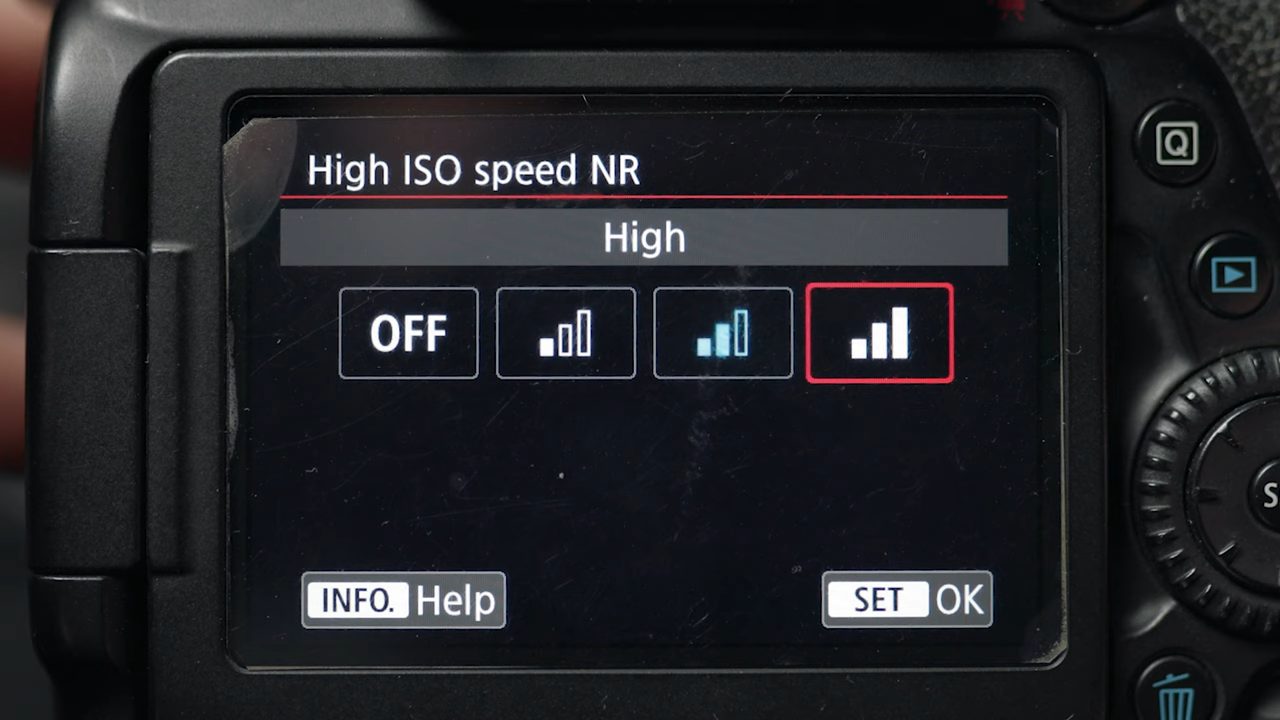 High ISO speed NR
High
OFF
INFO. Help
SET OK
Q